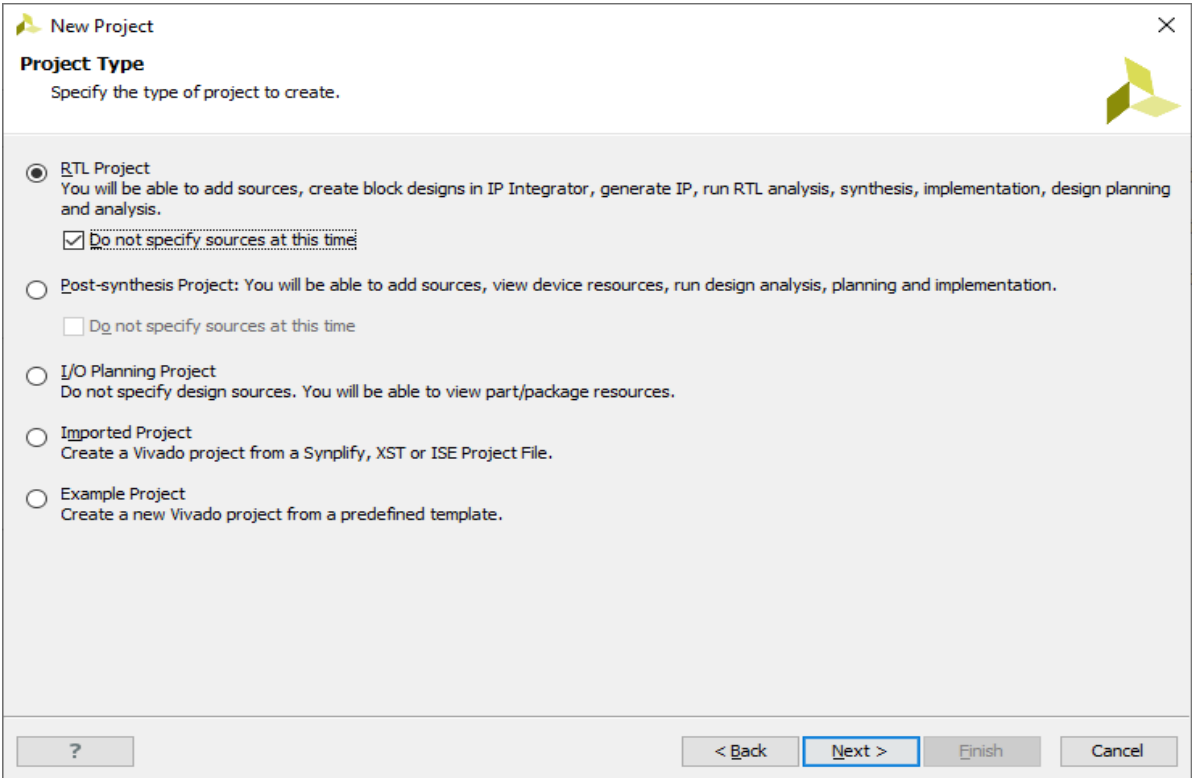 New Project
Project Type
Specify the type of project to create.
RTL Project
You will be able to add sources, create block designs in IP Integrator, generate IP, run RTL analysis, synthesis, implementation, design planning
and analysis.
Do not specify sources at this time
Post-synthesis Project: You will be able to add sources, view device resources, run design analysis, planning and implementation.
Do not specify sources at this time
I/O Planning Project
Do not specify design sources. You will be able to view part/package resources.
Imported Project
Create a Vivado project from a Synplify, XST or ISE Project File.
Example Project
Create a new Vivado project from a predefined template.
? < Back Next > Finish Cancel